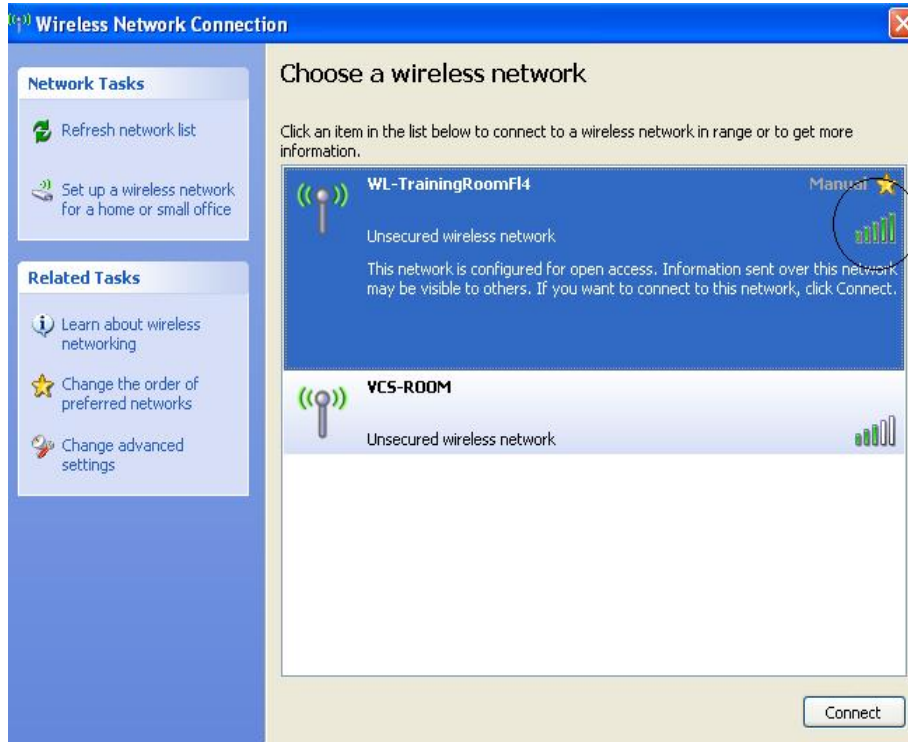 Wireless Network Connection
Network Tasks
Refresh network list
Set up a wireless network
for a home or small office
Related Tasks
Learn about wireless
networking
Change the order of
preferred networks
Change advanced
settings
Choose a wireless network
Click an item in the list below to connect to a wireless network in range or to get more
information.
WL-TrainingRoomFl4
Manual
Unsecured wireless network
This network is configured for open access. Information sent over this network
may be visible to others. If you want to connect to this network, click Connect.
VCS-ROOM
Unsecured wireless network
Connect